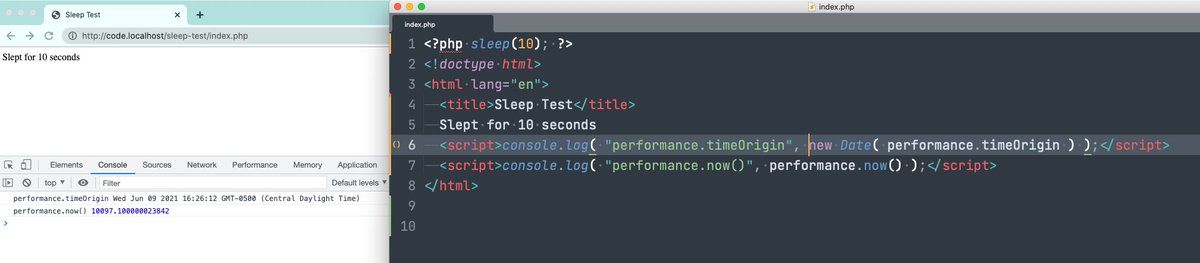 Sleep Test
http://code.localhost/sleep-test/index.php
Slept for 10 seconds
Elements Console Sources Network Performance Memory Application
top Filter Default levels
performance.timeOrigin Wed Jun 09 2021 16:26:12 GMT-0500 (Central Daylight Time)
performance.now() 10097.100000023842
index.php
index.php
1 <?php sleep(10); ?>
2 <!doctype html>
3 <html lang="en">
4 <title>Sleep Test</title>
5 Slept for 10 seconds
6 <script>console.log( "performance.timeOrigin", new Date( performance.timeOrigin ) );</script>
7 <script>console.log( "performance.now()", performance.now() );</script>
8 </html>
9
10